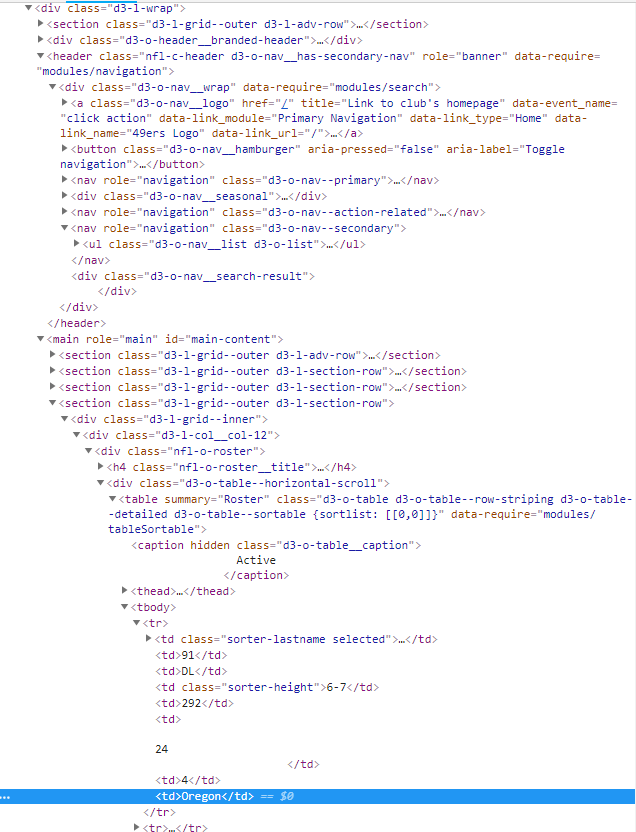 ▼<div class="d3-l-wrap">
▶<section class="d3-l-grid--outer d3-l-adv-row">…</section>
▶<div class="d3-o-header__branded-header">…</div>
▼<header class="nfl-c-header d3-o-nav__has-secondary-nav" role="banner" data-require=
"modules/navigation">
▼<div class="d3-o-nav__wrap" data-require="modules/search">
▶<a class="d3-o-nav__logo" href="/" title="Link to club's homepage" data-event_name=
"click action" data-link_module="Primary Navigation" data-link_type="Home" data-
link_name="49ers Logo" data-link_url="/">…</a>
▶<button class="d3-o-nav__hamburger" aria-pressed="false" aria-label="Toggle
navigation">…</button>
▶<nav role="navigation" class="d3-o-nav--primary">…</nav>
▶<div class="d3-o-nav__seasonal">…</div>
▶<nav role="navigation" class="d3-o-nav--action-related">…</nav>
▼<nav role="navigation" class="d3-o-nav--secondary">
▶<ul class="d3-o-nav__list d3-o-list">…</ul>
</nav>
<div class="d3-o-nav__search-result">
</div>
</div>
</header>
▼<main role="main" id="main-content">
▶<section class="d3-l-grid--outer d3-l-adv-row">…</section>
▶<section class="d3-l-grid--outer d3-l-section-row">…</section>
▶<section class="d3-l-grid--outer d3-l-section-row">…</section>
▼<section class="d3-l-grid--outer d3-l-section-row">
▼<div class="d3-l-grid--inner">
▼<div class="d3-l-col__col-12">
▼<div class="nfl-o-roster">
▶<h4 class="nfl-o-roster__title">…</h4>
▼<div class="d3-o-table--horizontal-scroll">
▼<table summary="Roster" class="d3-o-table d3-o-table--row-striping d3-o-table-
-detailed d3-o-table--sortable {sortlist: [[0,0]]}" data-require="modules/
tableSortable">
<caption hidden class="d3-o-table__caption">
Active
</caption>
▶<thead>…</thead>
▼<tbody>
▼<tr>
▶<td class="sorter-lastname selected">…</td>
<td>91</td>
<td>DL</td>
<td class="sorter-height">6-7</td>
<td>292</td>
<td>
24
</td>
<td>4</td>
… <td>Oregon</td> == $0
</tr>
▶<tr>…</tr>